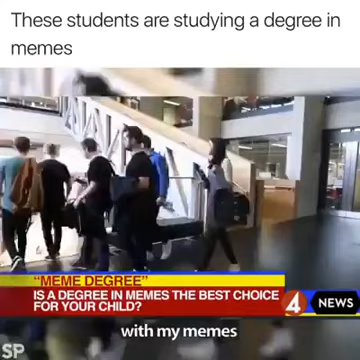 These students are studying a degree in
memes
"MEME DEGREE"
IS A DEGREE IN MEMES THE BEST CHOICE
FOR YOUR CHILD?
4 NEWS
with my memes
SP